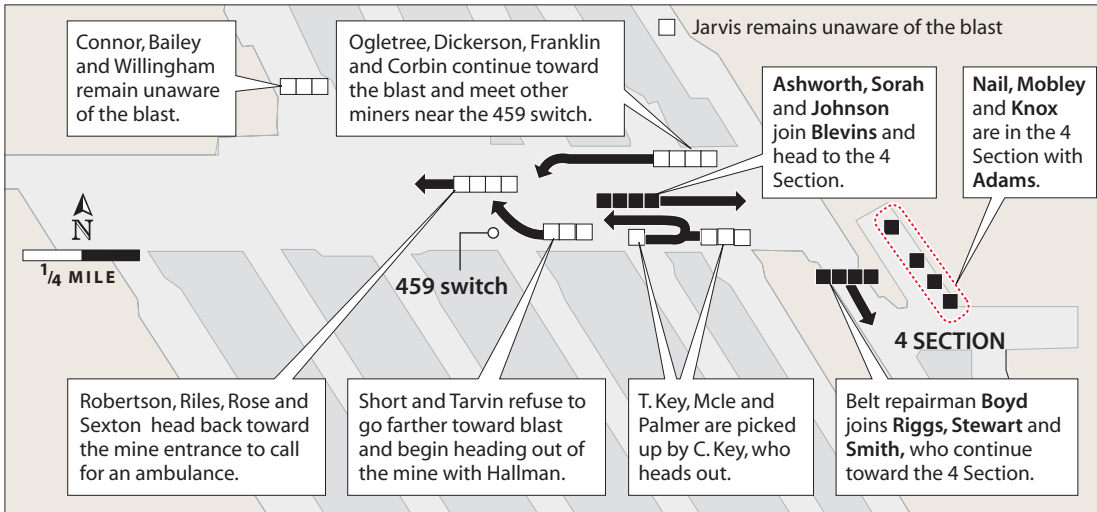 Jarvis remains unaware of the blast
Connor, Bailey
and Willingham
remain unaware
of the blast.
Ogletree, Dickerson, Franklin
and Corbin continue toward
the blast and meet other
miners near the 459 switch.
Ashworth, Sorah
and Johnson
join Blevins and
head to the 4
Section.
Nail, Mobley
and Knox
are in the 4
Section with
Adams.
N
1/4 MILE
459 switch
4 SECTION
Robertson, Riles, Rose and
Sexton head back toward
the mine entrance to call
for an ambulance.
Short and Tarvin refuse to
go farther toward blast
and begin heading out of
the mine with Hallman.
T. Key, Mcle and
Palmer are picked
up by C. Key, who
heads out.
Belt repairman Boyd
joins Riggs, Stewart and
Smith, who continue
toward the 4 Section.